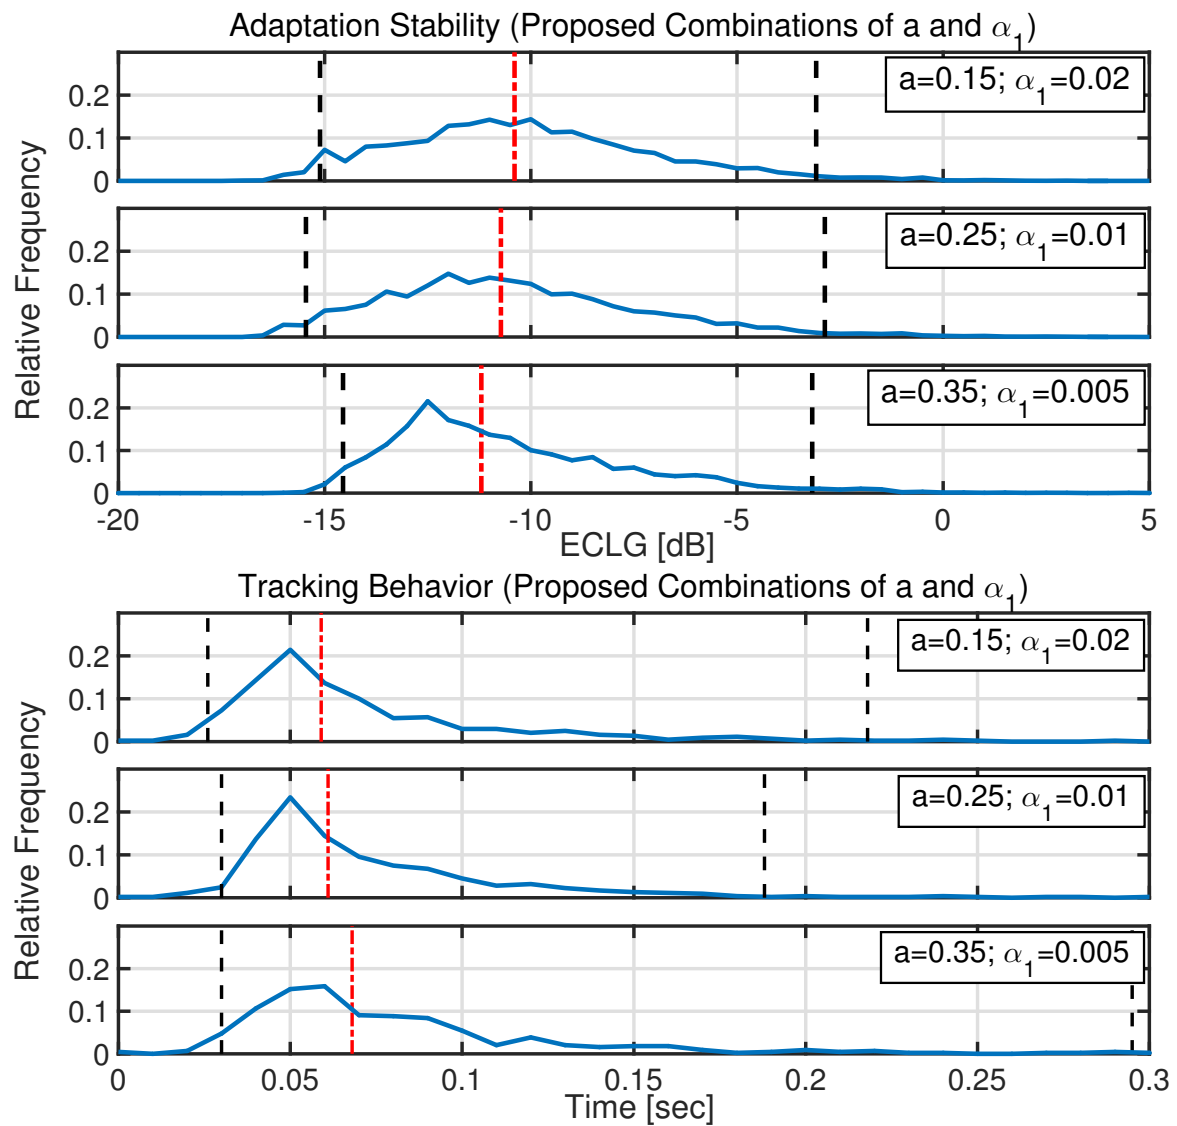 Adaptation Stability (Proposed Combinations of a and α₁)
a=0.15; α₁=0.02
0.2
0.1
0
a=0.25; α₁=0.01
0.2
0.1
0
a=0.35; α₁=0.005
0.2
0.1
0
Relative Frequency
-20 -15 -10 -5 0 5
ECLG [dB]
Tracking Behavior (Proposed Combinations of a and α₁)
a=0.15; α₁=0.02
0.2
0.1
0
a=0.25; α₁=0.01
0.2
0.1
0
a=0.35; α₁=0.005
0.2
0.1
0
Relative Frequency
0 0.05 0.1 0.15 0.2 0.25 0.3
Time [sec]